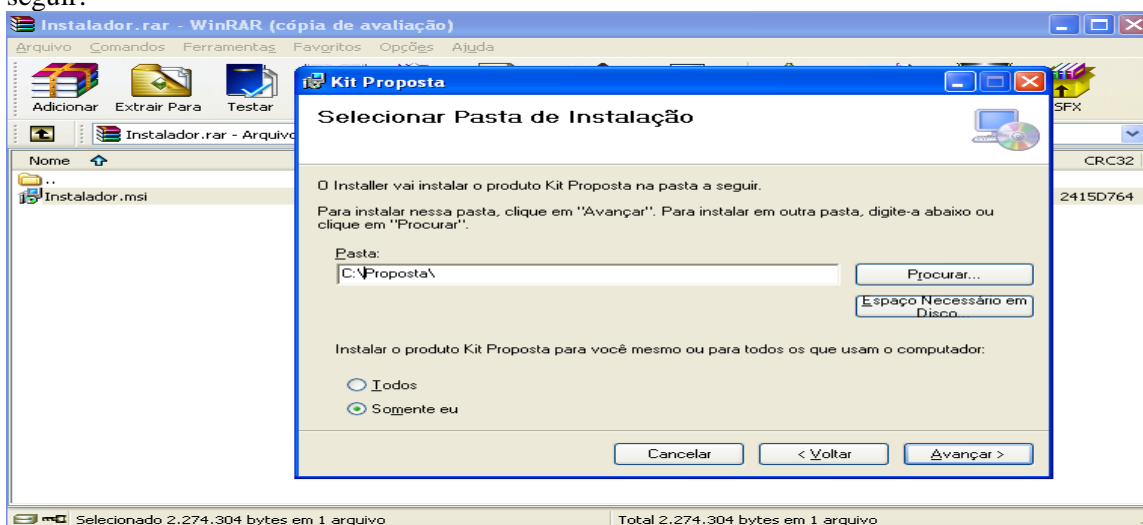 seguir:
Instalador.rar - WinRAR (cópia de avaliação)
Arquivo Comandos Ferramentas Favoritos Opções Ajuda
Adicionar Extrair Para Testar SFX
Instalador.rar - Arquivo
Nome CRC32
..
Instalador.msi 2415D764
Kit Proposta
Selecionar Pasta de Instalação
O Installer vai instalar o produto Kit Proposta na pasta a seguir.
Para instalar nessa pasta, clique em "Avançar". Para instalar em outra pasta, digite-a abaixo ou
clique em "Procurar".
Pasta:
C:\Proposta\
Procurar...
Espaço Necessário em
Disco...
Instalar o produto Kit Proposta para você mesmo ou para todos os que usam o computador:
Todos
Somente eu
Cancelar < Voltar Avançar >
Selecionado 2.274.304 bytes em 1 arquivo Total 2.274.304 bytes em 1 arquivo